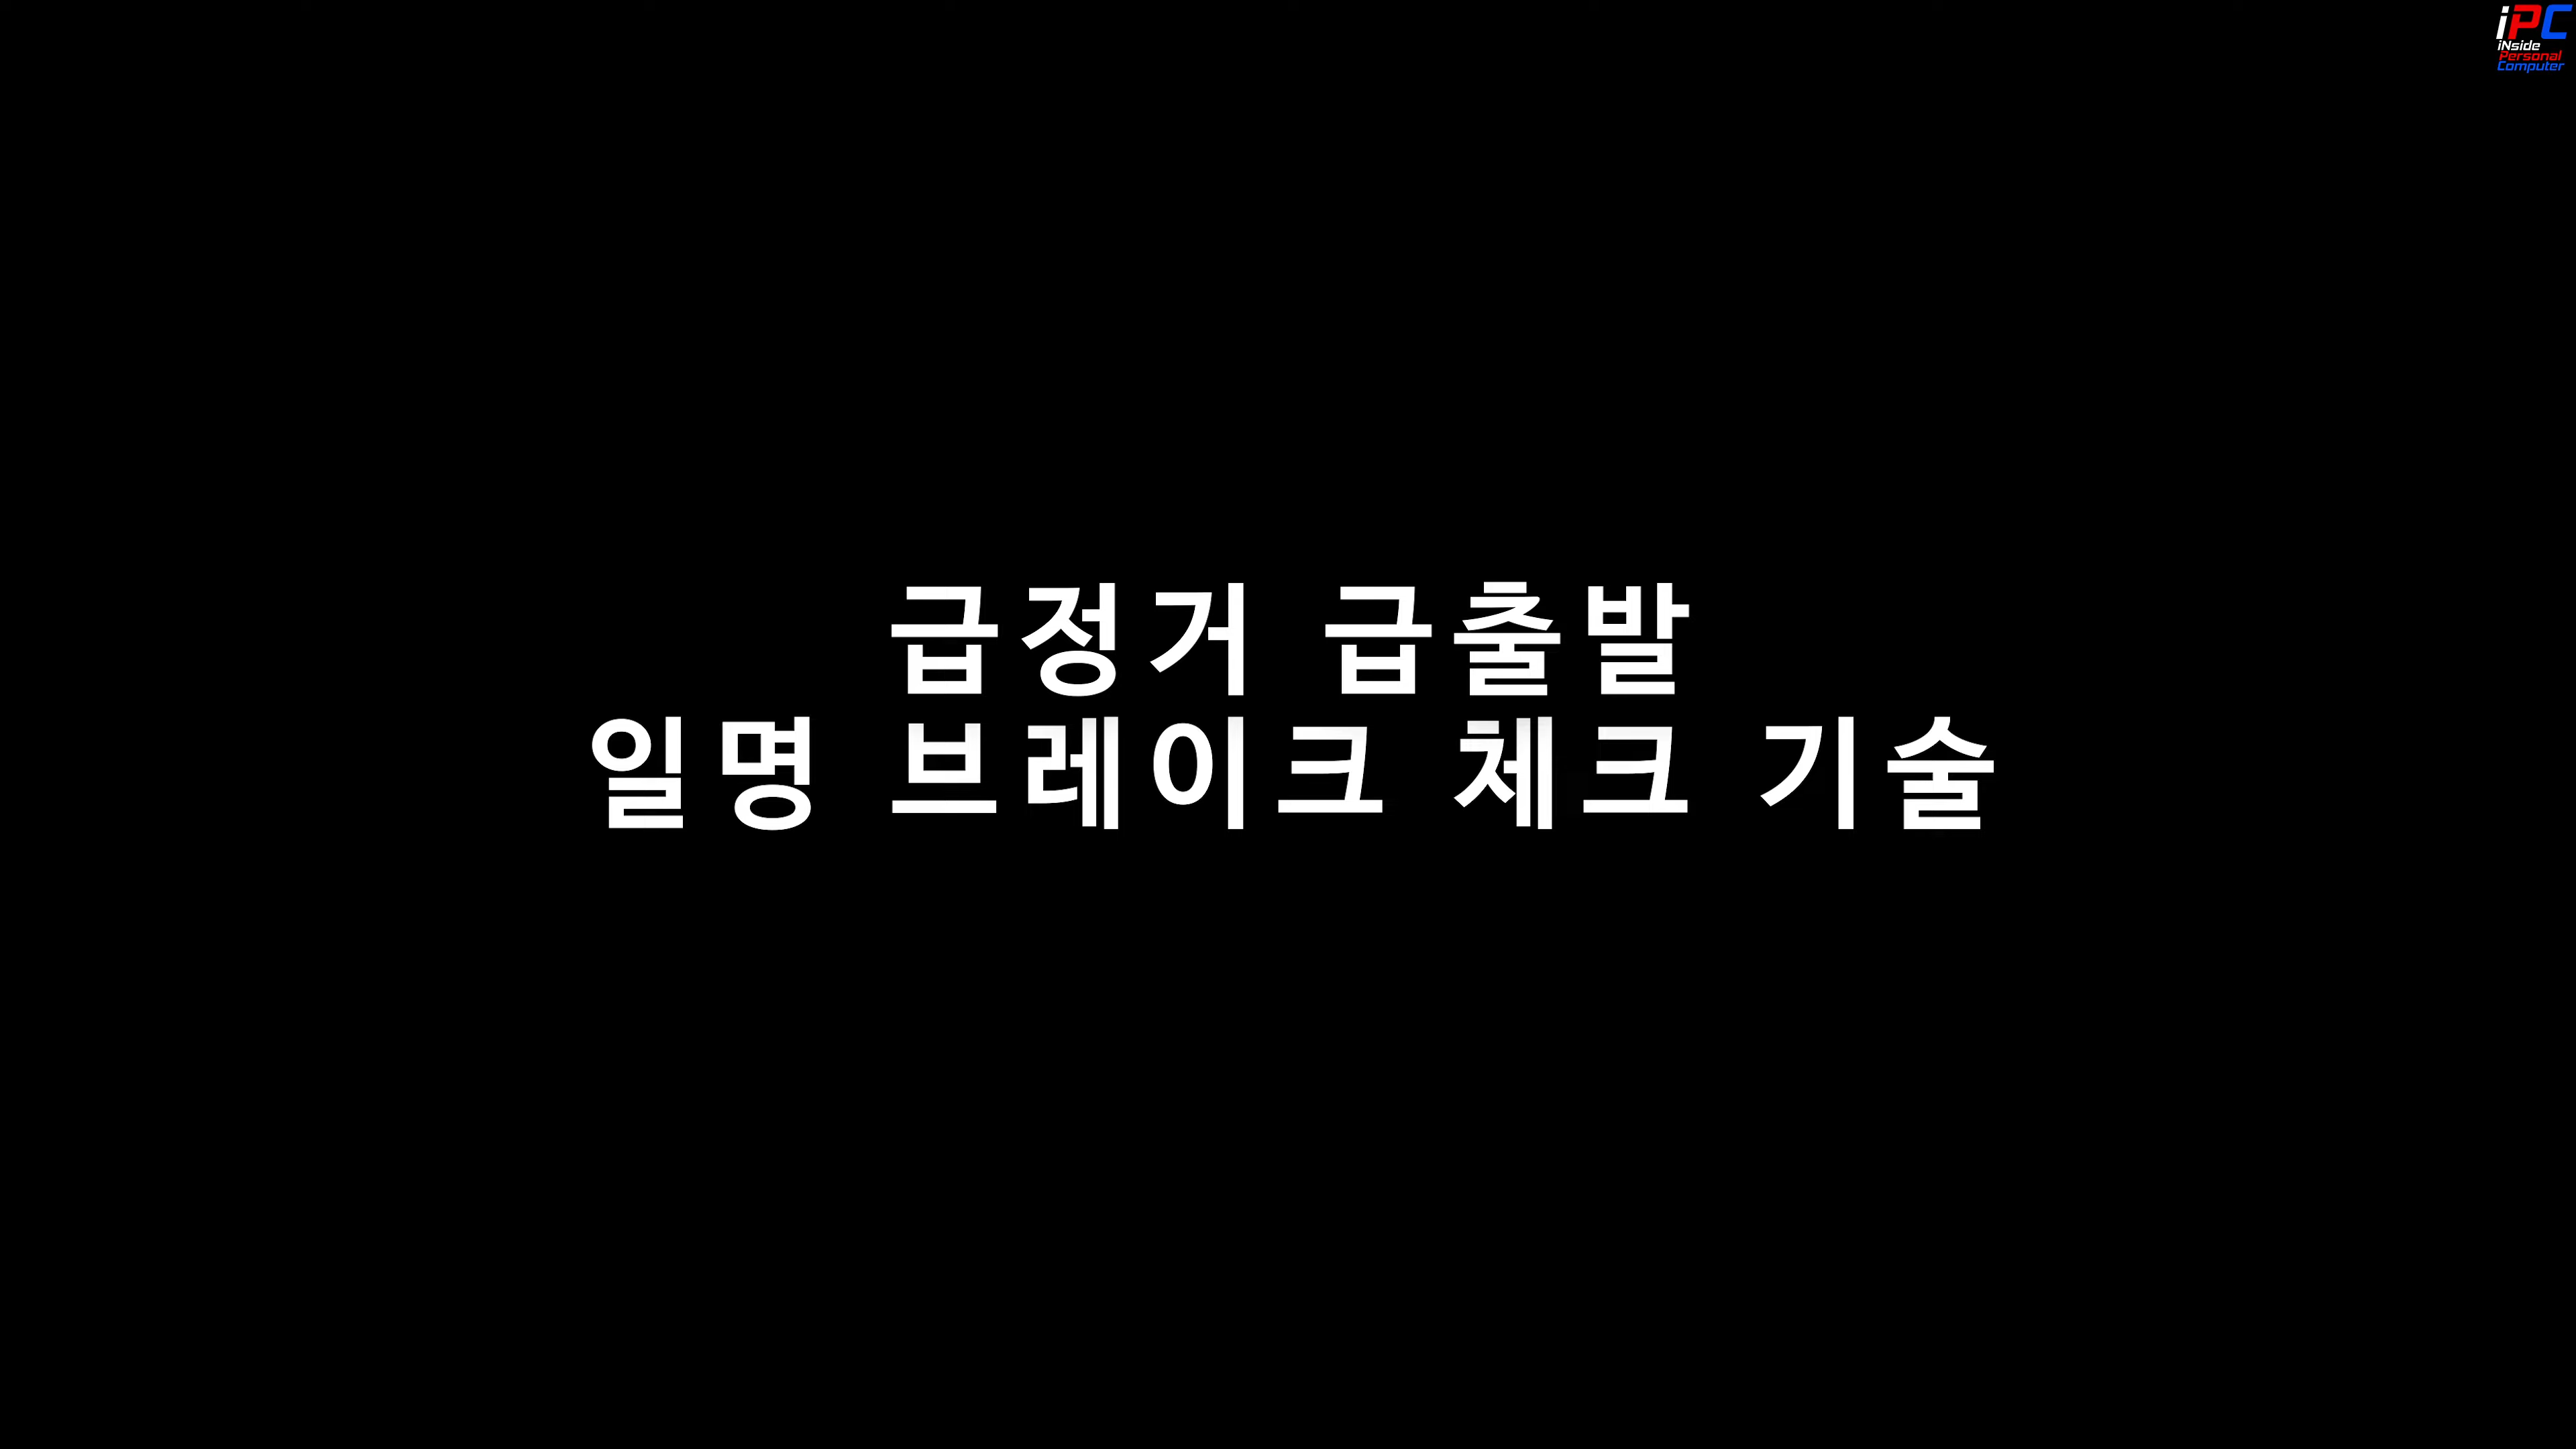 iPC
iNside
Personal
Computer
급정거 급출발
일명 브레이크 체크 기술